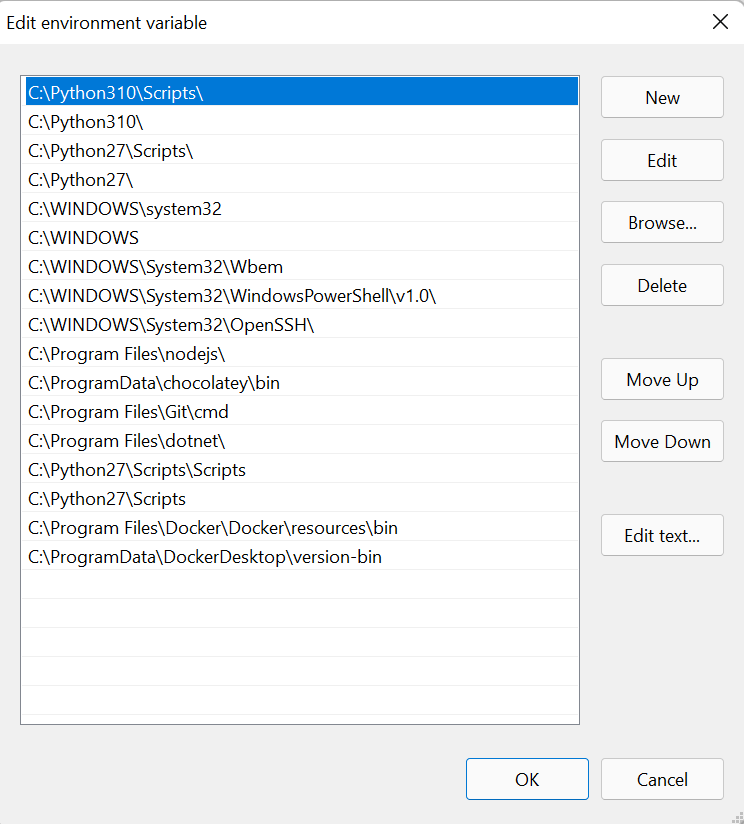 Edit environment variable
C:\Python310\Scripts\
C:\Python310\
C:\Python27\Scripts\
C:\Python27\
C:\WINDOWS\system32
C:\WINDOWS
C:\WINDOWS\System32\Wbem
C:\WINDOWS\System32\WindowsPowerShell\v1.0\
C:\WINDOWS\System32\OpenSSH\
C:\Program Files\nodejs\
C:\ProgramData\chocolatey\bin
C:\Program Files\Git\cmd
C:\Program Files\dotnet\
C:\Python27\Scripts\Scripts
C:\Python27\Scripts
C:\Program Files\Docker\Docker\resources\bin
C:\ProgramData\DockerDesktop\version-bin
New
Edit
Browse...
Delete
Move Up
Move Down
Edit text...
OK
Cancel